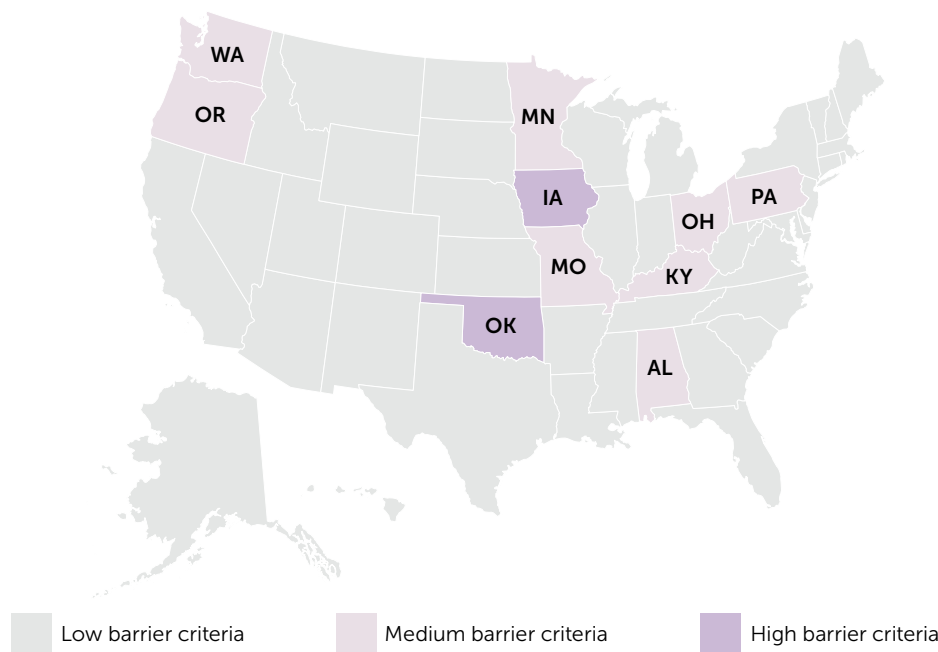 WA
OR
MN
IA
PA
OH
MO
KY
OK
AL
Low barrier criteria
Medium barrier criteria
High barrier criteria